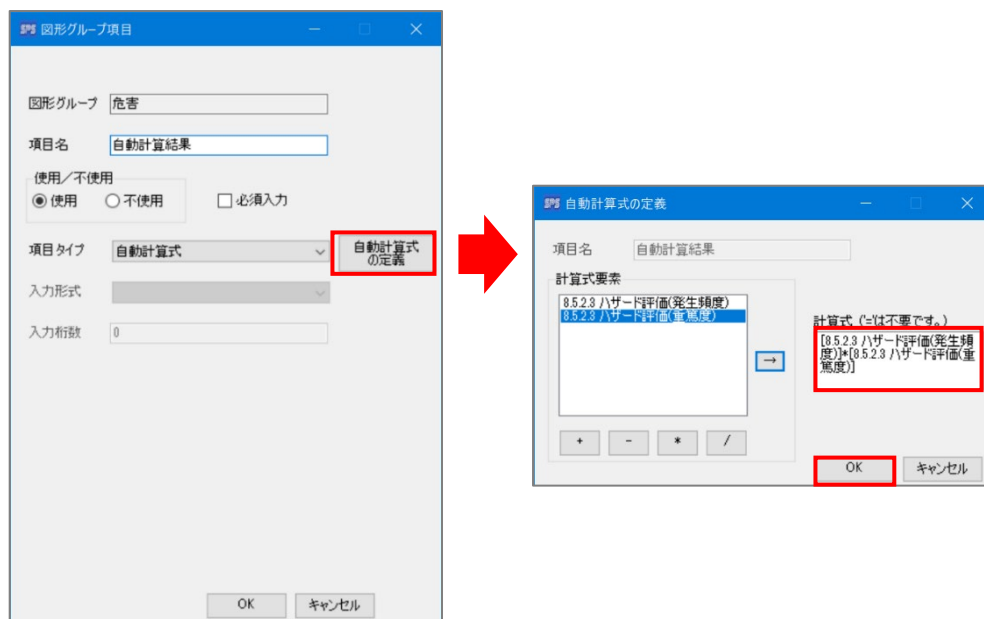 SPS 図形グループ項目
図形グループ 危害
項目名 自動計算結果
使用／不使用
使用 不使用 必須入力
項目タイプ 自動計算式 自動計算式
の定義
入力形式
入力桁数 0
OK キャンセル
SPS 自動計算式の定義
項目名 自動計算結果
計算式要素
8.5.2.3 ハザード評価(発生頻度)
8.5.2.3 ハザード評価(重篤度)
→
+ - * /
計算式 ('='は不要です。)
[8.5.2.3 ハザード評価(発生頻
度)]*[8.5.2.3 ハザード評価(重
篤度)]
OK キャンセル